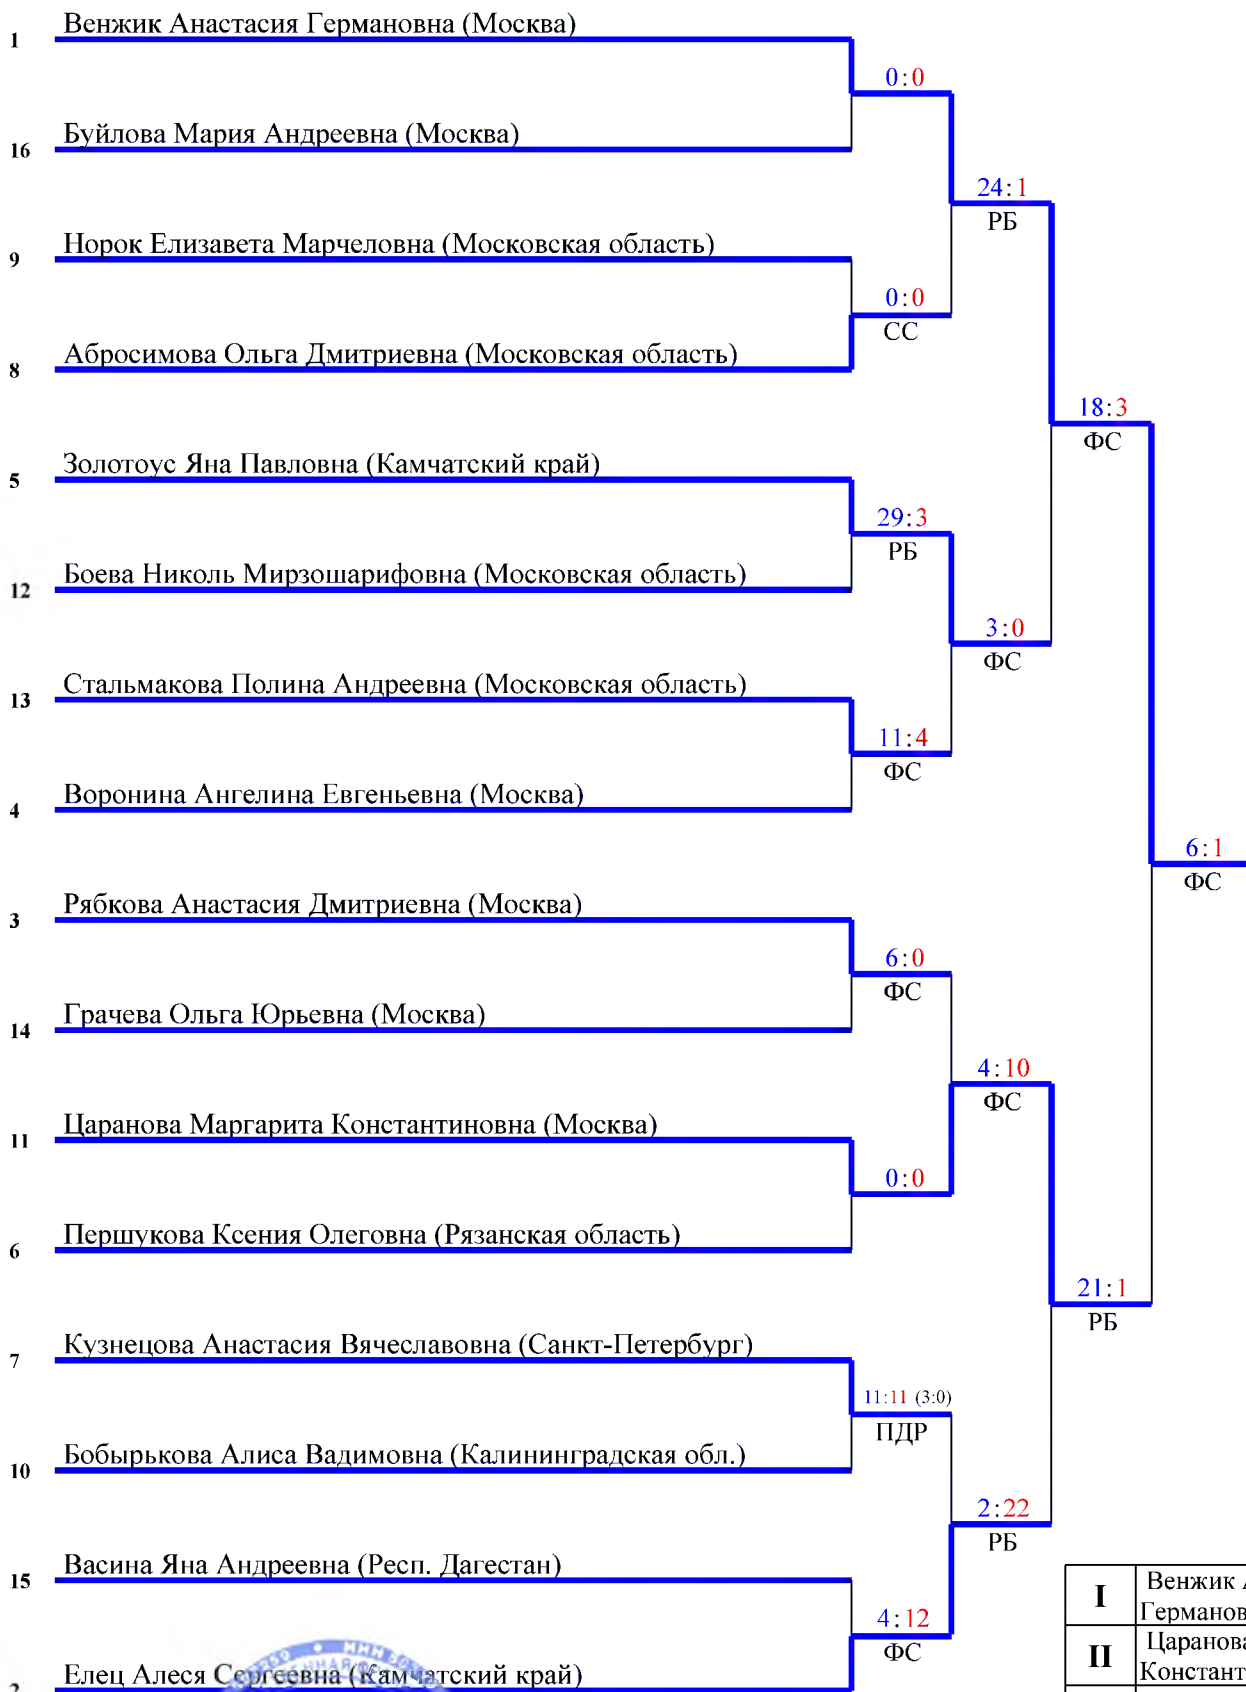 1 Венжик Анастасия Германовна (Москва)
0:0
16 Буйлова Мария Андреевна (Москва)
24:1
РБ
9 Норок Елизавета Марчеловна (Московская область)
0:0
СС
8 Абросимова Ольга Дмитриевна (Московская область)
18:3
ФС
5 Золотоус Яна Павловна (Камчатский край)
29:3
РБ
12 Боева Николь Мирзошарифовна (Московская область)
3:0
ФС
13 Стальмакова Полина Андреевна (Московская область)
11:4
ФС
4 Воронина Ангелина Евгеньевна (Москва)
6:1
ФС
3 Рябкова Анастасия Дмитриевна (Москва)
6:0
ФС
14 Грачева Ольга Юрьевна (Москва)
4:10
ФС
11 Царанова Маргарита Константиновна (Москва)
0:0
6 Першукова Ксения Олеговна (Рязанская область)
21:1
РБ
7 Кузнецова Анастасия Вячеславовна (Санкт-Петербург)
11:11 (3:0)
ПДР
10 Бобырькова Алиса Вадимовна (Калининградская обл.)
2:22
РБ
15 Васина Яна Андреевна (Респ. Дагестан)
4:12
ФС
2 Елец Алеся Сергеевна (Камчатский край)
I Венжик
Германов
II Царанова
Констант